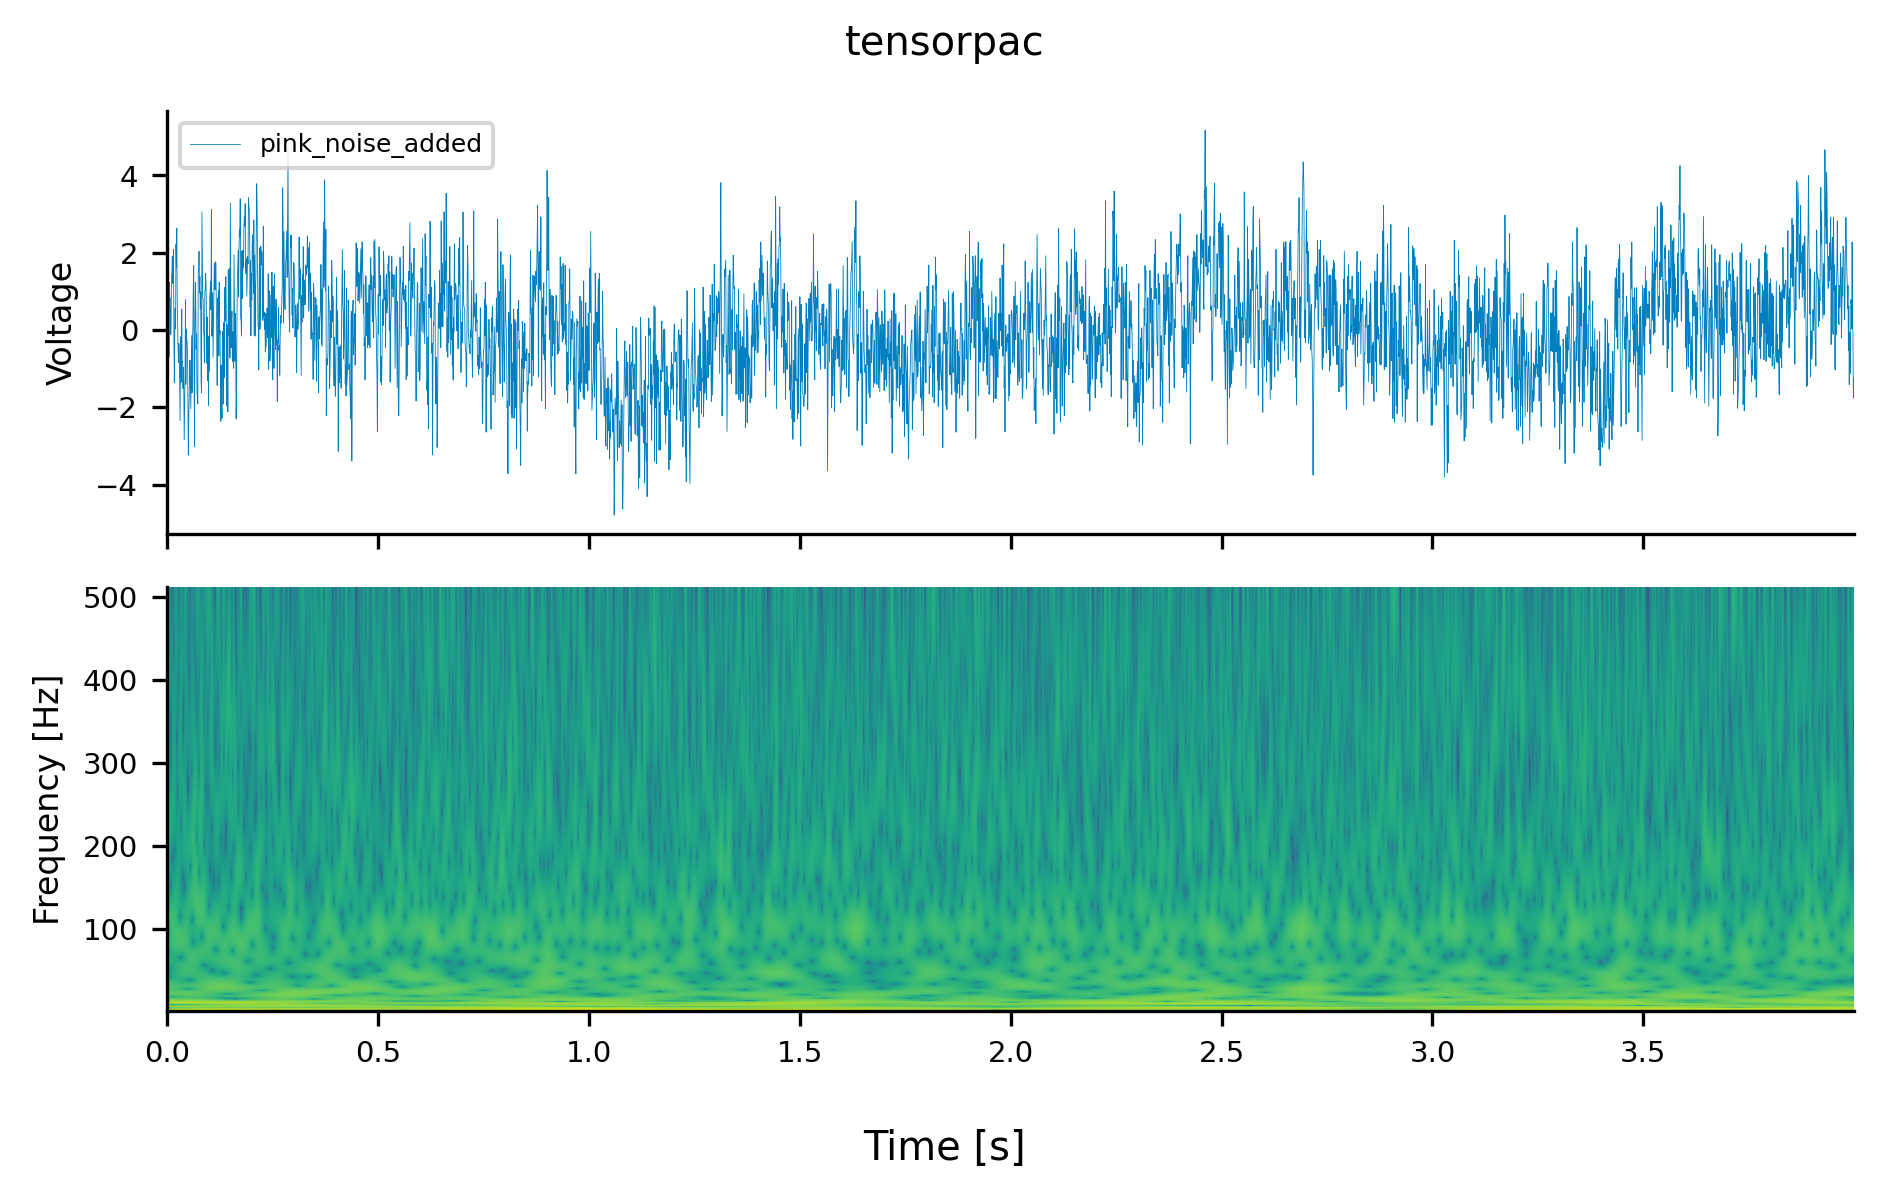 tensorpac
pink_noise_added
Voltage
4
2
0
−2
−4
Frequency [Hz]
500
400
300
200
100
0.0 0.5 1.0 1.5 2.0 2.5 3.0 3.5
Time [s]